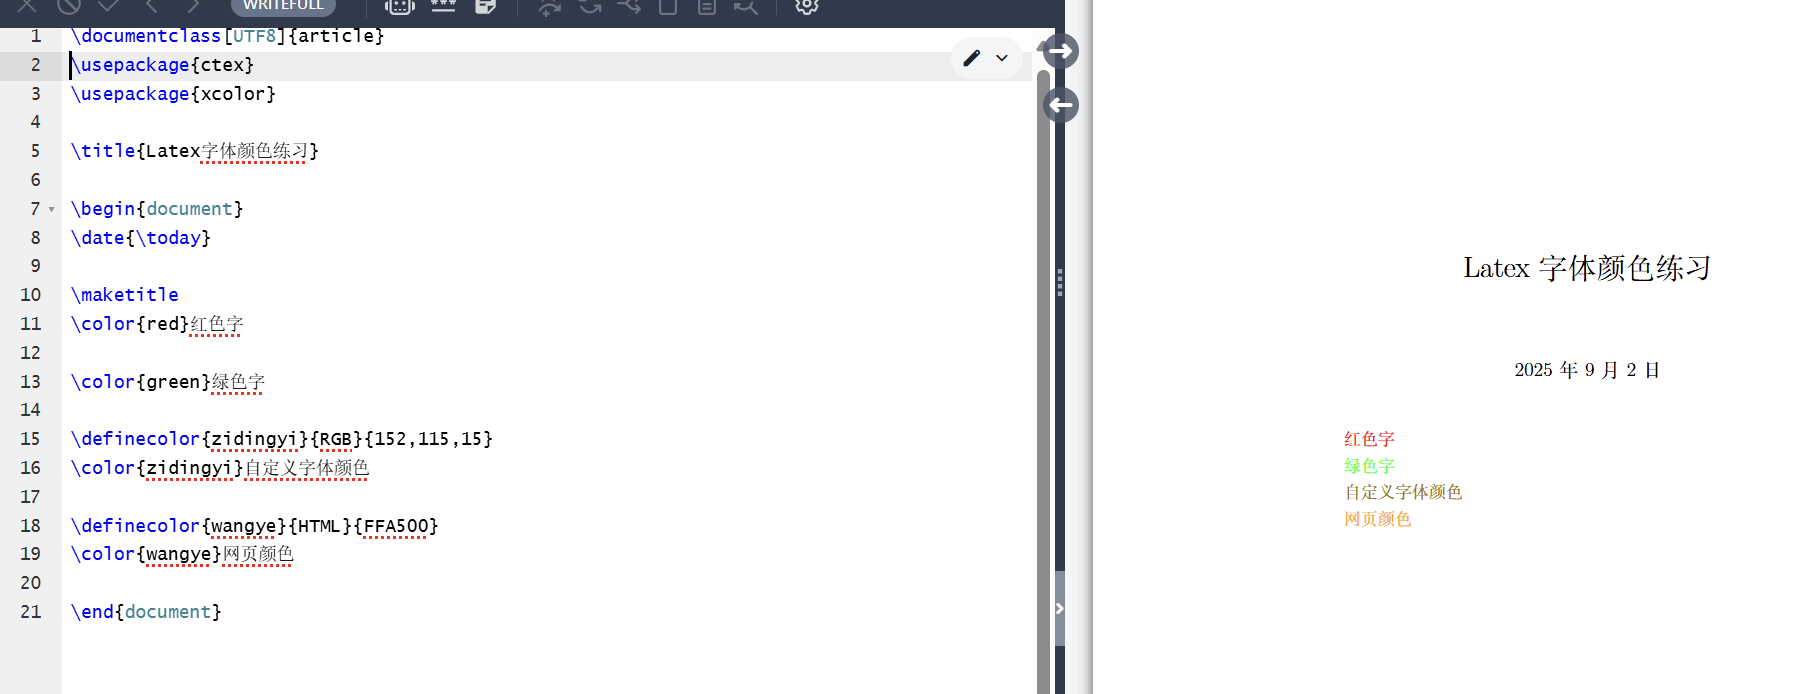 WRITEFULL
1 \documentclass[UTF8]{article}
2 \usepackage{ctex}
3 \usepackage{xcolor}
4
5 \title{Latex字体颜色练习}
6
7 \begin{document}
8 \date{\today}
9
10 \maketitle
11 \color{red}红色字
12
13 \color{green}绿色字
14
15 \definecolor{zidingyi}{RGB}{152,115,15}
16 \color{zidingyi}自定义字体颜色
17
18 \definecolor{wangye}{HTML}{FFA500}
19 \color{wangye}网页颜色
20
21 \end{document}
Latex 字体颜色练习
2025 年 9 月 2 日
红色字
绿色字
自定义字体颜色
网页颜色